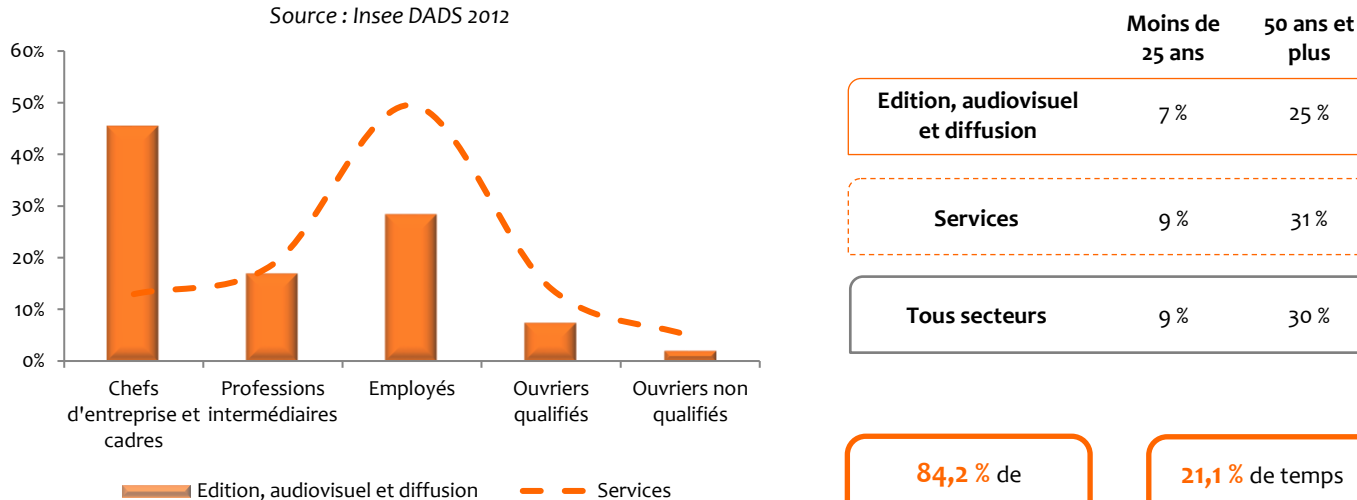 Source : Insee DADS 2012
60%
50%
40%
30%
20%
10%
0%
Chefs
d'entreprise et
cadres
Professions
intermédiaires
Employés
Ouvriers
qualifiés
Ouvriers non
qualifiés
Edition, audiovisuel et diffusion
Services
Moins de
25 ans
50 ans et
plus
Edition, audiovisuel
et diffusion
7 %
25 %
Services
9 %
31 %
Tous secteurs
9 %
30 %
84,2 % de
21,1 % de temps